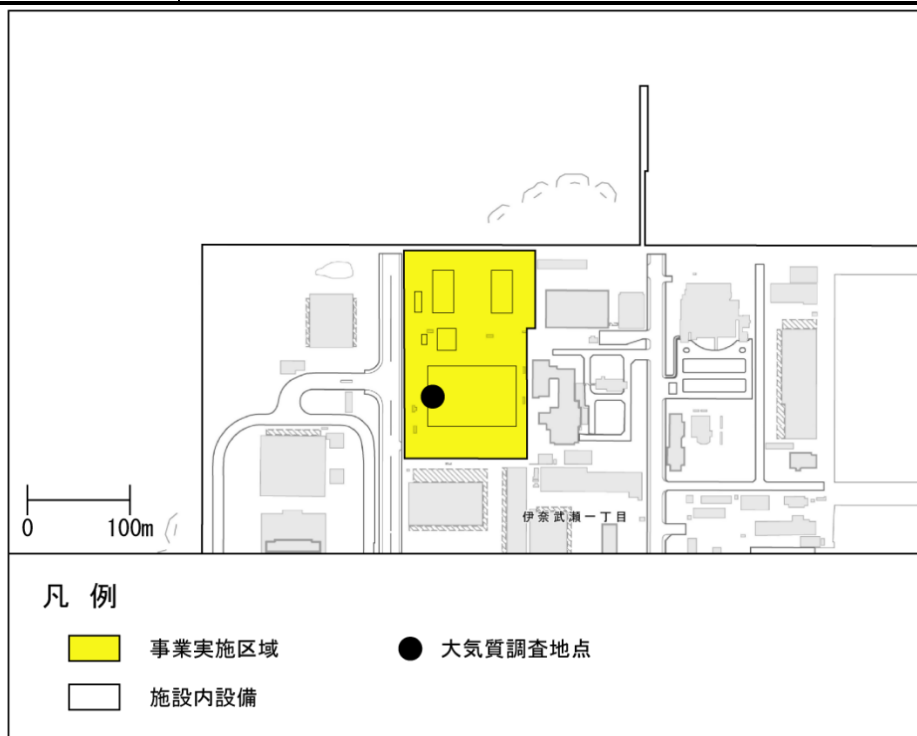 伊奈武瀬一丁目
0 100m
凡 例
事業実施区域
大気質調査地点
施設内設備